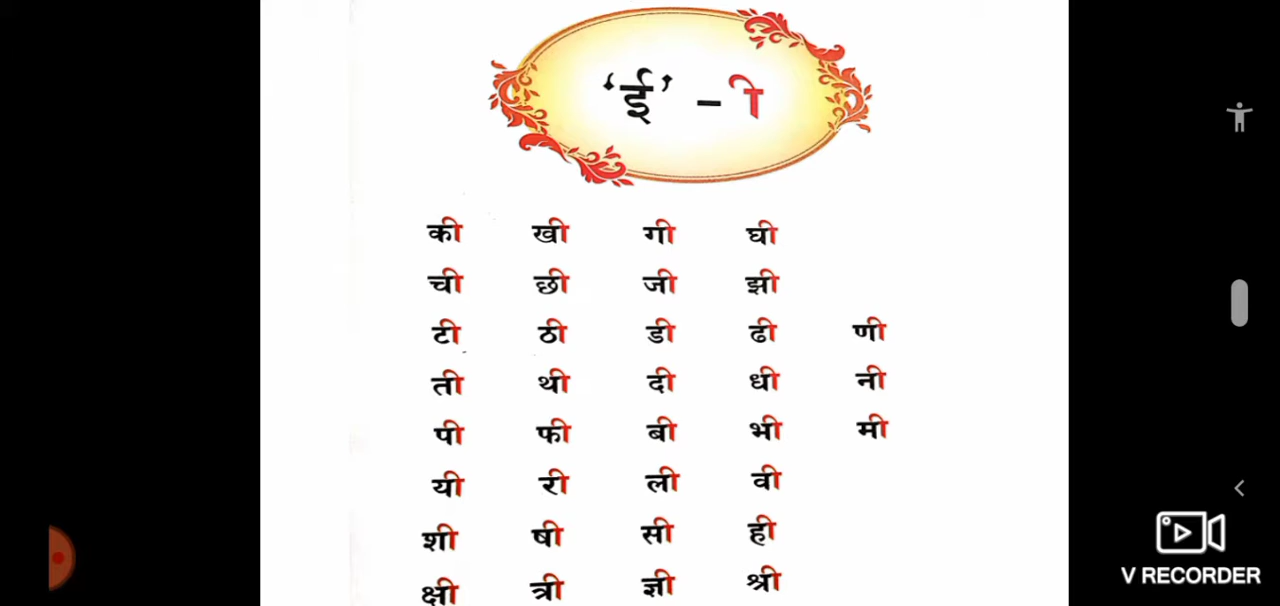 ‘ई’ – ी
की खी गी घी
ची छी जी झी
टी ठी डी ढी णी
ती थी दी धी नी
पी फी बी भी मी
यी री ली वी
शी षी सी ही
क्षी त्री ज्ञी श्री
V RECORDER